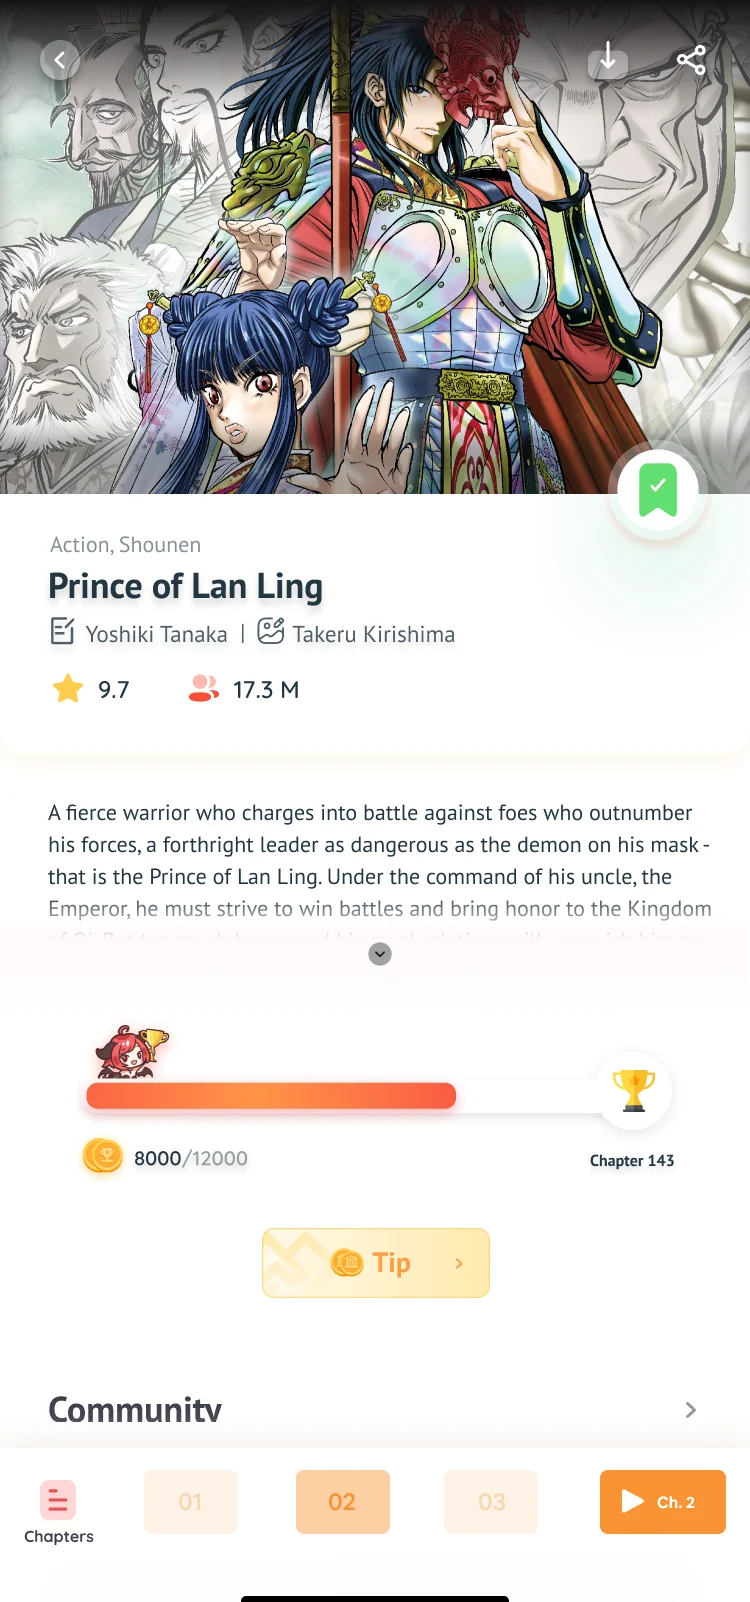 Action, Shounen
Prince of Lan Ling
Yoshiki Tanaka | Takeru Kirishima
9.7 17.3 M
A fierce warrior who charges into battle against foes who outnumber
his forces, a forthright leader as dangerous as the demon on his mask -
that is the Prince of Lan Ling. Under the command of his uncle, the
Emperor, he must strive to win battles and bring honor to the Kingdom
8000/12000
Chapter 143
Tip
Community
Chapters
01
02
03
Ch. 2